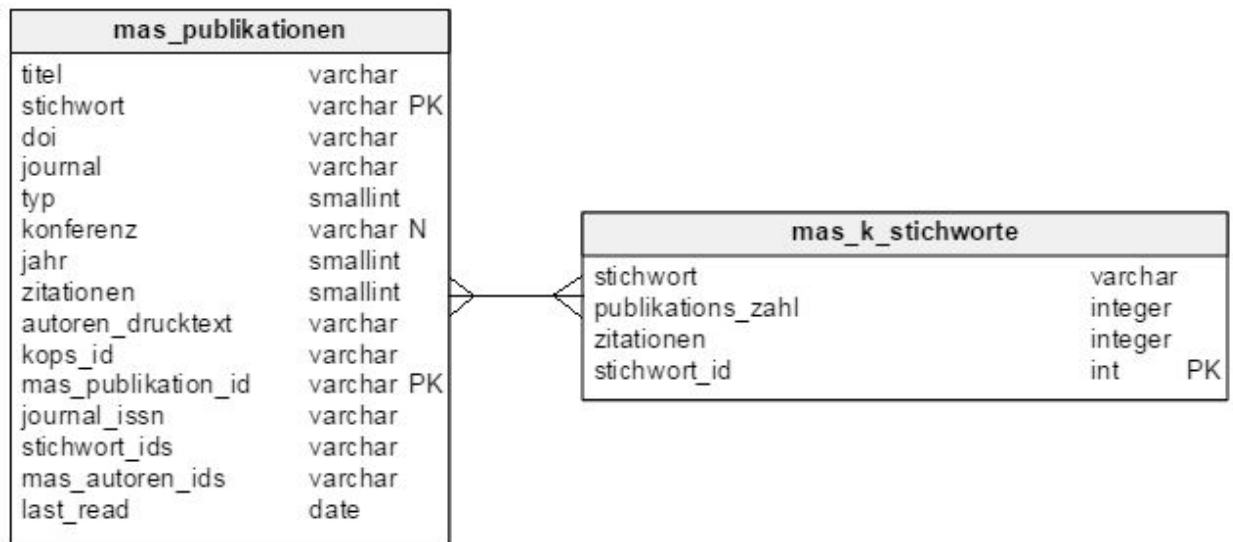 mas_publikationen
titel varchar
stichwort varchar PK
doi varchar
journal varchar
typ smallint
konferenz varchar N
jahr smallint
zitationen smallint
autoren_drucktext varchar
kops_id varchar
mas_publikation_id varchar PK
journal_issn varchar
stichwort_ids varchar
mas_autoren_ids varchar
last_read date
mas_k_stichworte
stichwort varchar
publikations_zahl integer
zitationen integer
stichwort_id int PK